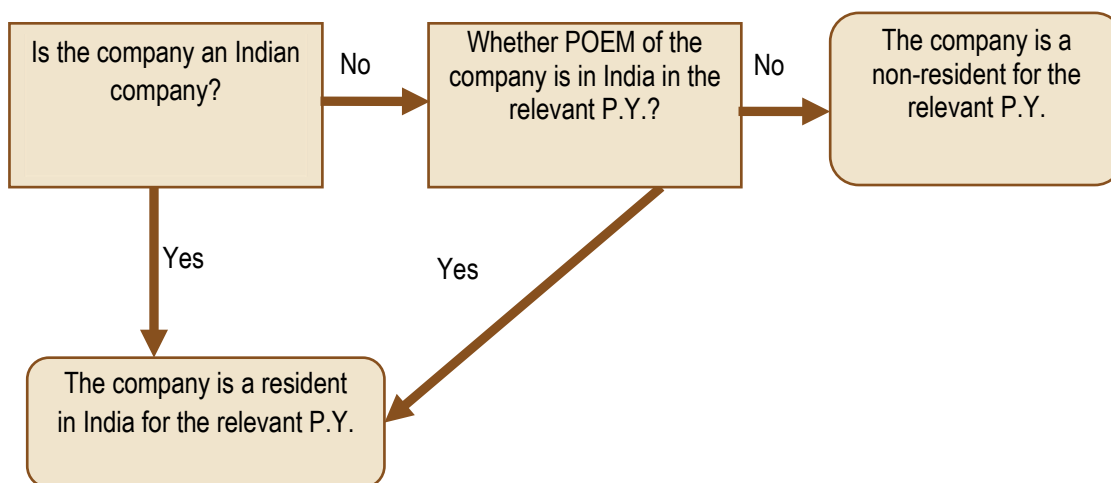 Is the company an Indian
company?
No
Whether POEM of the
company is in India in the
relevant P.Y.?
No
The company is a
non-resident for the
relevant P.Y.
Yes
Yes
The company is a resident
in India for the relevant P.Y.